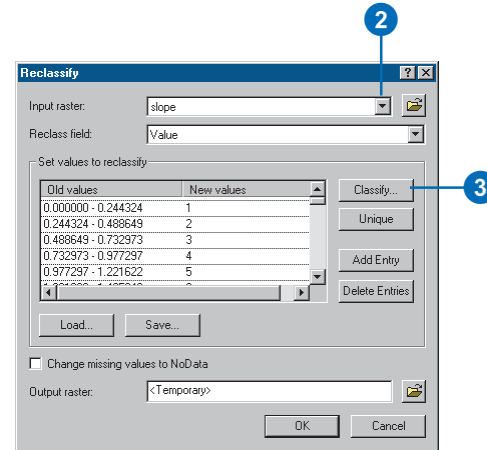 2
Reclassify
Input raster: slope
Reclass field: Value
Set values to reclassify
Old values New values
0.000000 - 0.244324 1
0.244324 - 0.488649 2
0.488649 - 0.732973 3
0.732973 - 0.977297 4
0.977297 - 1.221622 5
Classify... 3
Unique
Add Entry
Delete Entries
Load... Save...
Change missing values to NoData
Output raster: <Temporary>
OK Cancel